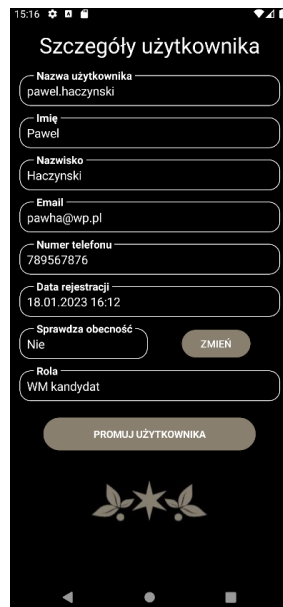 15:16
Szczegóły użytkownika
Nazwa użytkownika
pawel.haczynski
Imię
Pawel
Nazwisko
Haczynski
Email
pawha@wp.pl
Numer telefonu
789567876
Data rejestracji
18.01.2023 16:12
Sprawdza obecność
Nie
ZMIEŃ
Rola
WM kandydat
PROMUJ UŻYTKOWNIKA